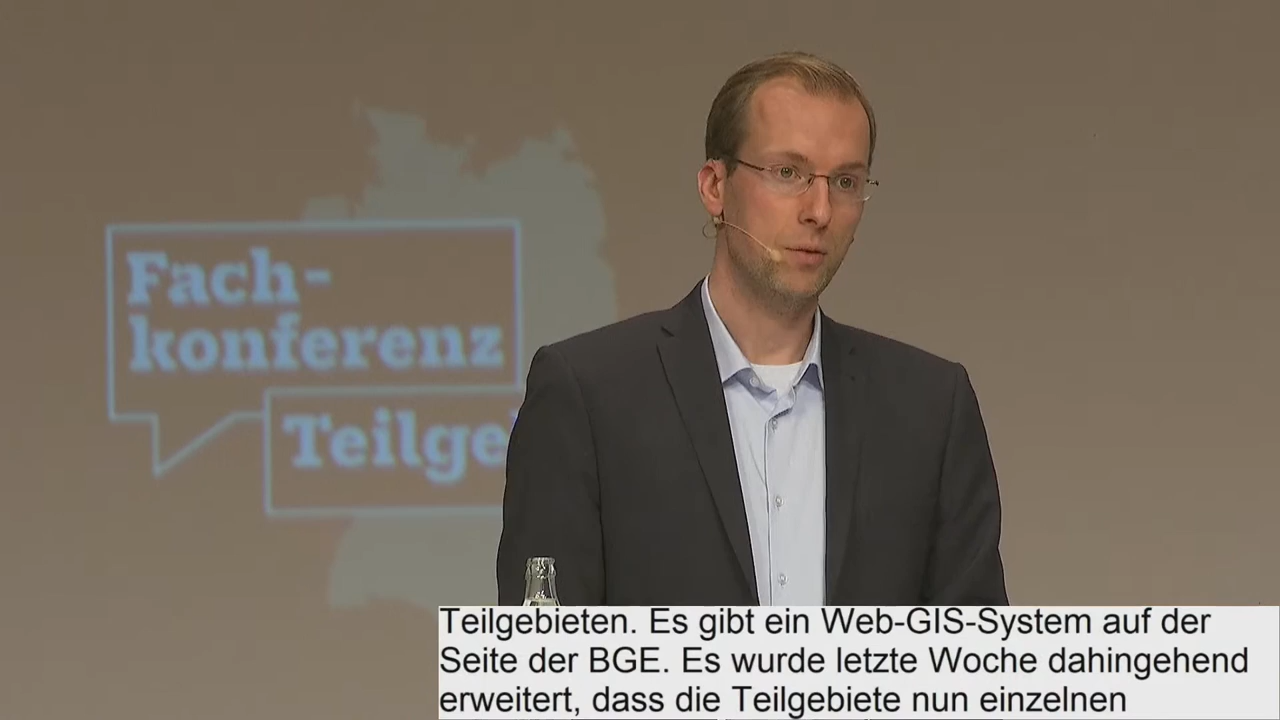 Fach-
konferenz
Teilge
Teilgebieten. Es gibt ein Web-GIS-System auf der
Seite der BGE. Es wurde letzte Woche dahingehend
erweitert, dass die Teilgebiete nun einzelnen